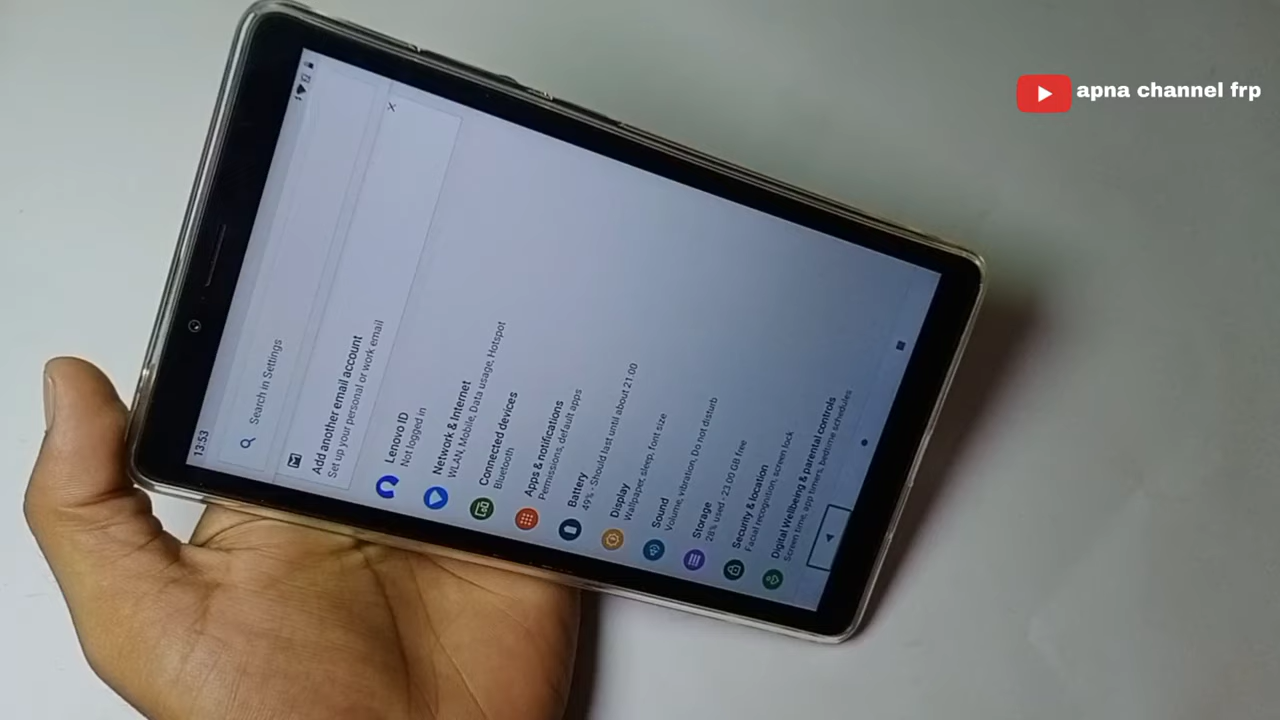 apna channel frp
13:53
Search in Settings
Add another email account
Set up your personal or work email
Lenovo ID
Not logged in
Network & Internet
WLAN, Mobile, Data usage, Hotspot
Connected devices
Bluetooth
Apps & notifications
Permissions, default apps
Battery
49% - Should last until about 21:00
Display
Wallpaper, sleep, font size
Sound
Volume, vibration, Do not disturb
Storage
28% used - 23.00 GB free
Security & location
Facial recognition, screen lock
Digital Wellbeing & parental controls
Screen time, app timers, bedtime schedules